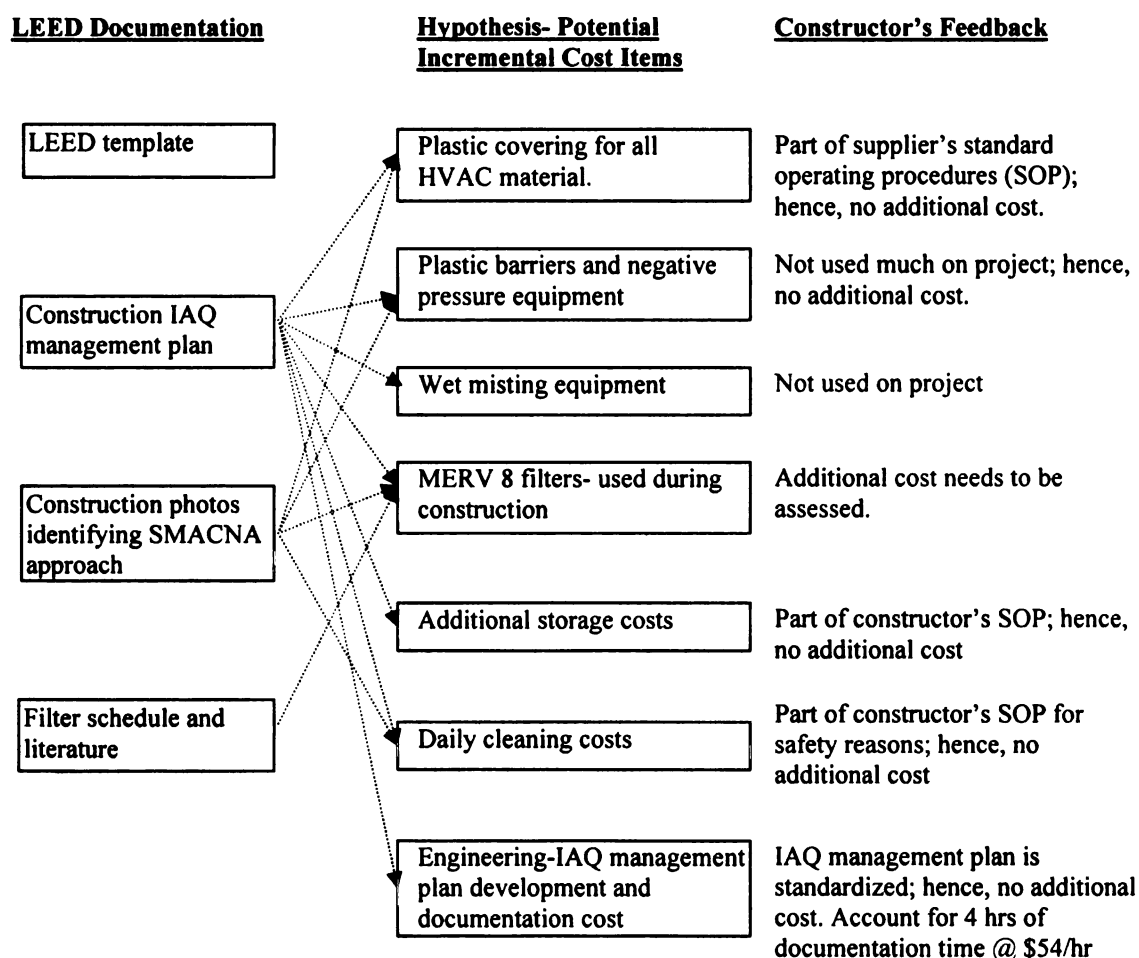 LEED Documentation
Hypothesis- Potential
Incremental Cost Items
Constructor's Feedback
LEED template
Construction IAQ
management plan
Construction photos
identifying SMACNA
approach
Filter schedule and
literature
Plastic covering for all
HVAC material.
Plastic barriers and negative
pressure equipment
Wet misting equipment
MERV 8 filters- used during
construction
Additional storage costs
Daily cleaning costs
Engineering-IAQ management
plan development and
documentation cost
Part of supplier's standard
operating procedures (SOP);
hence, no additional cost.
Not used much on project; hence,
no additional cost.
Not used on project
Additional cost needs to be
assessed.
Part of constructor's SOP; hence,
no additional cost
Part of constructor's SOP for
safety reasons; hence, no
additional cost
IAQ management plan is
standardized; hence, no additional
cost. Account for 4 hrs of
documentation time @ $54/hr